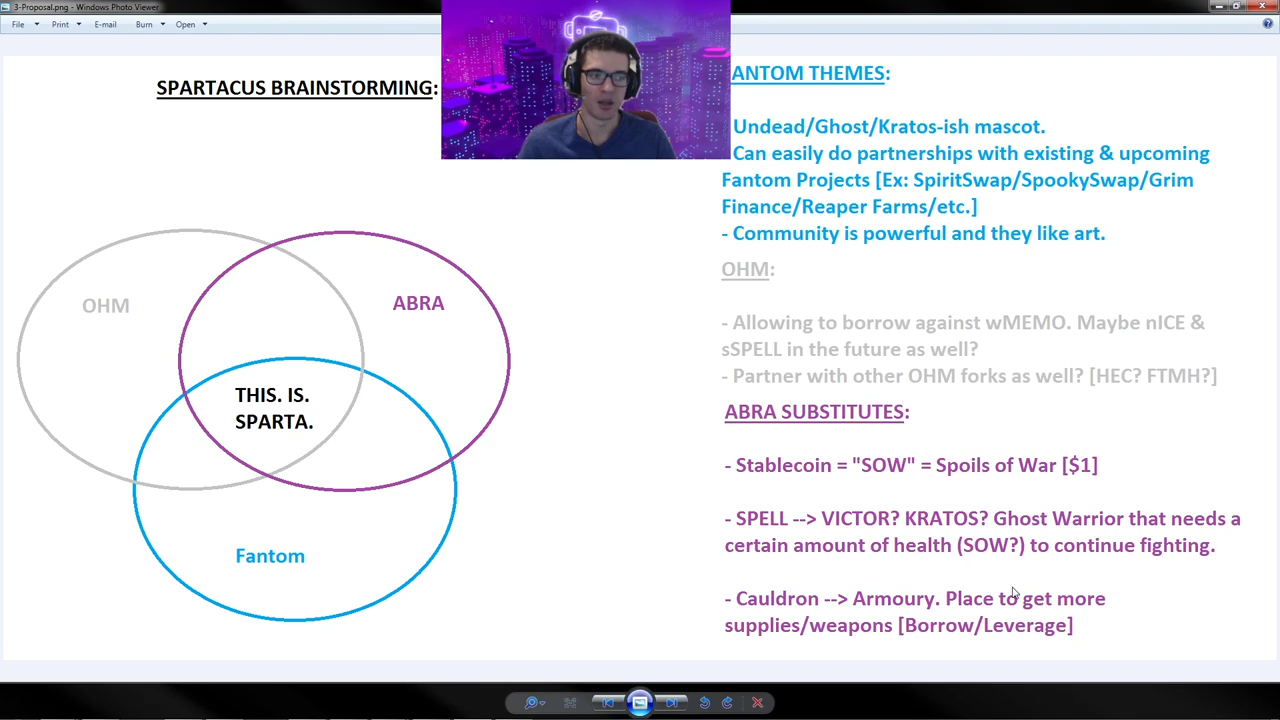 3-Proposal.png - Windows Photo Viewer
File Print E-mail Burn Open
SPARTACUS BRAINSTORMING:
OHM
ABRA
THIS. IS.
SPARTA.
Fantom
ANTOM THEMES:
Undead/Ghost/Kratos-ish mascot.
Can easily do partnerships with existing & upcoming
Fantom Projects [Ex: SpiritSwap/SpookySwap/Grim
Finance/Reaper Farms/etc.]
- Community is powerful and they like art.
OHM:
- Allowing to borrow against wMEMO. Maybe nICE &
sSPELL in the future as well?
- Partner with other OHM forks as well? [HEC? FTMH?]
ABRA SUBSTITUTES:
- Stablecoin = "SOW" = Spoils of War [$1]
- SPELL --> VICTOR? KRATOS? Ghost Warrior that needs a
certain amount of health (SOW?) to continue fighting.
- Cauldron --> Armoury. Place to get more
supplies/weapons [Borrow/Leverage]